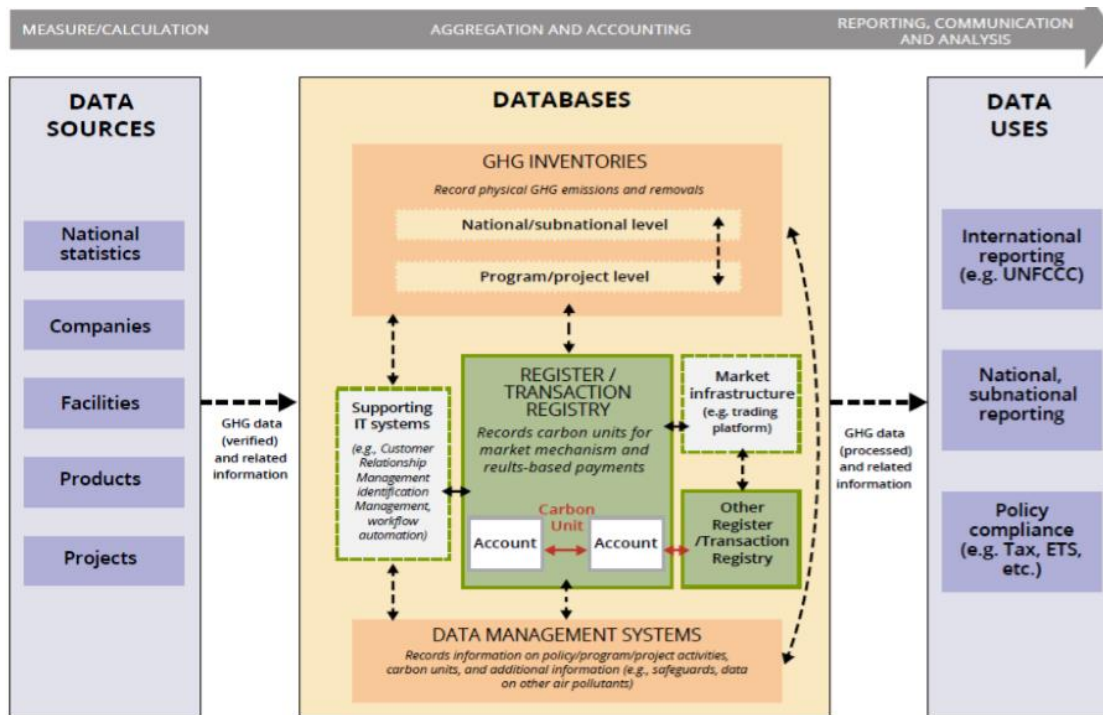 MEASURE/CALCULATION
AGGREGATION AND ACCOUNTING
REPORTING, COMMUNICATION
AND ANALYSIS
DATA
SOURCES
National
statistics
Companies
Facilities
Products
Projects
GHG data
(verified)
and related
information
DATABASES
GHG INVENTORIES
Record physical GHG emissions and removals
National/subnational level
Program/project level
Supporting
IT systems
(e.g., Customer
Relationship
Management
identification
Management,
workflow
automation)
REGISTER /
TRANSACTION
REGISTRY
Records carbon units for
market mechanism and
reults-based payments
Carbon
Unit
Account
Account
Market
infrastructure
(e.g. trading
platform)
Other
Register
/Transaction
Registry
DATA MANAGEMENT SYSTEMS
Records information on policy/program/project activities,
carbon units, and additional information (e.g., safeguards, data
on other air pollutants)
GHG data
(processed)
and related
information
DATA
USES
International
reporting
(e.g. UNFCCC)
National,
subnational
reporting
Policy
compliance
(e.g. Tax, ETS,
etc.)